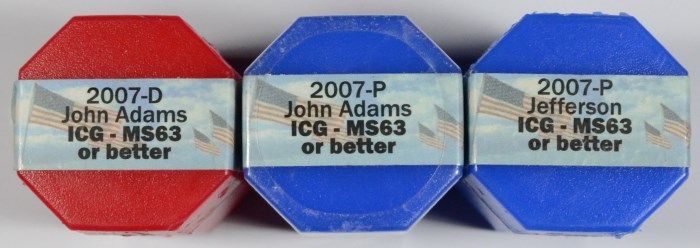 2007-D
John Adams
ICG - MS63
or better
2007-P
John Adams
ICG - MS63
or better
2007-P
Jefferson
ICG - MS63
or better